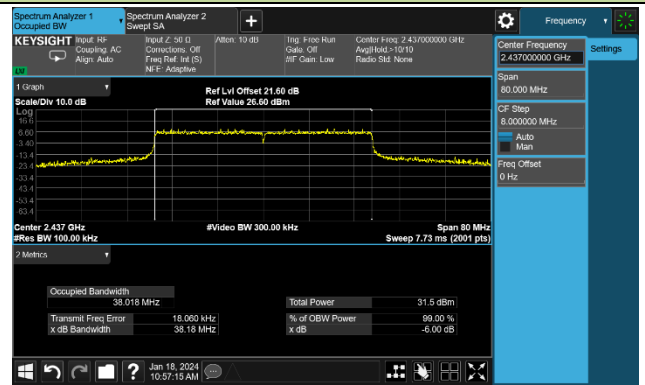 Spectrum Analyzer 1
Occupied BW
Spectrum Analyzer 2
Swept SA
Frequency
KEYSIGHT
Input: RF
Coupling: AC
Align: Auto
Input Z: 50 Ω
Corrections: Off
Freq Ref: Int (S)
NFE: Adaptive
Atten: 10 dB
Trig: Free Run
Gate: Off
#IF Gain: Low
Center Freq: 2.437000000 GHz
Avg|Hold:>10/10
Radio Std: None
LXI
Center Frequency
2.437000000 GHz
Settings
Span
80.000 MHz
CF Step
8.000000 MHz
Auto
Man
Freq Offset
0 Hz
1 Graph
Scale/Div 10.0 dB
Ref Lvl Offset 21.60 dB
Ref Value 26.60 dBm
Log
16.6
6.60
-3.40
-13.4
-23.4
-33.4
-43.4
-53.4
-63.4
Center 2.437 GHz
#Video BW 300.00 kHz
Span 80 MHz
#Res BW 100.00 kHz
Sweep 7.73 ms (2001 pts)
2 Metrics
Occupied Bandwidth
38.018 MHz
Total Power 31.5 dBm
Transmit Freq Error 18.060 kHz
% of OBW Power 99.00 %
x dB Bandwidth 38.18 MHz
x dB -6.00 dB
Jan 18, 2024
10:57:15 AM